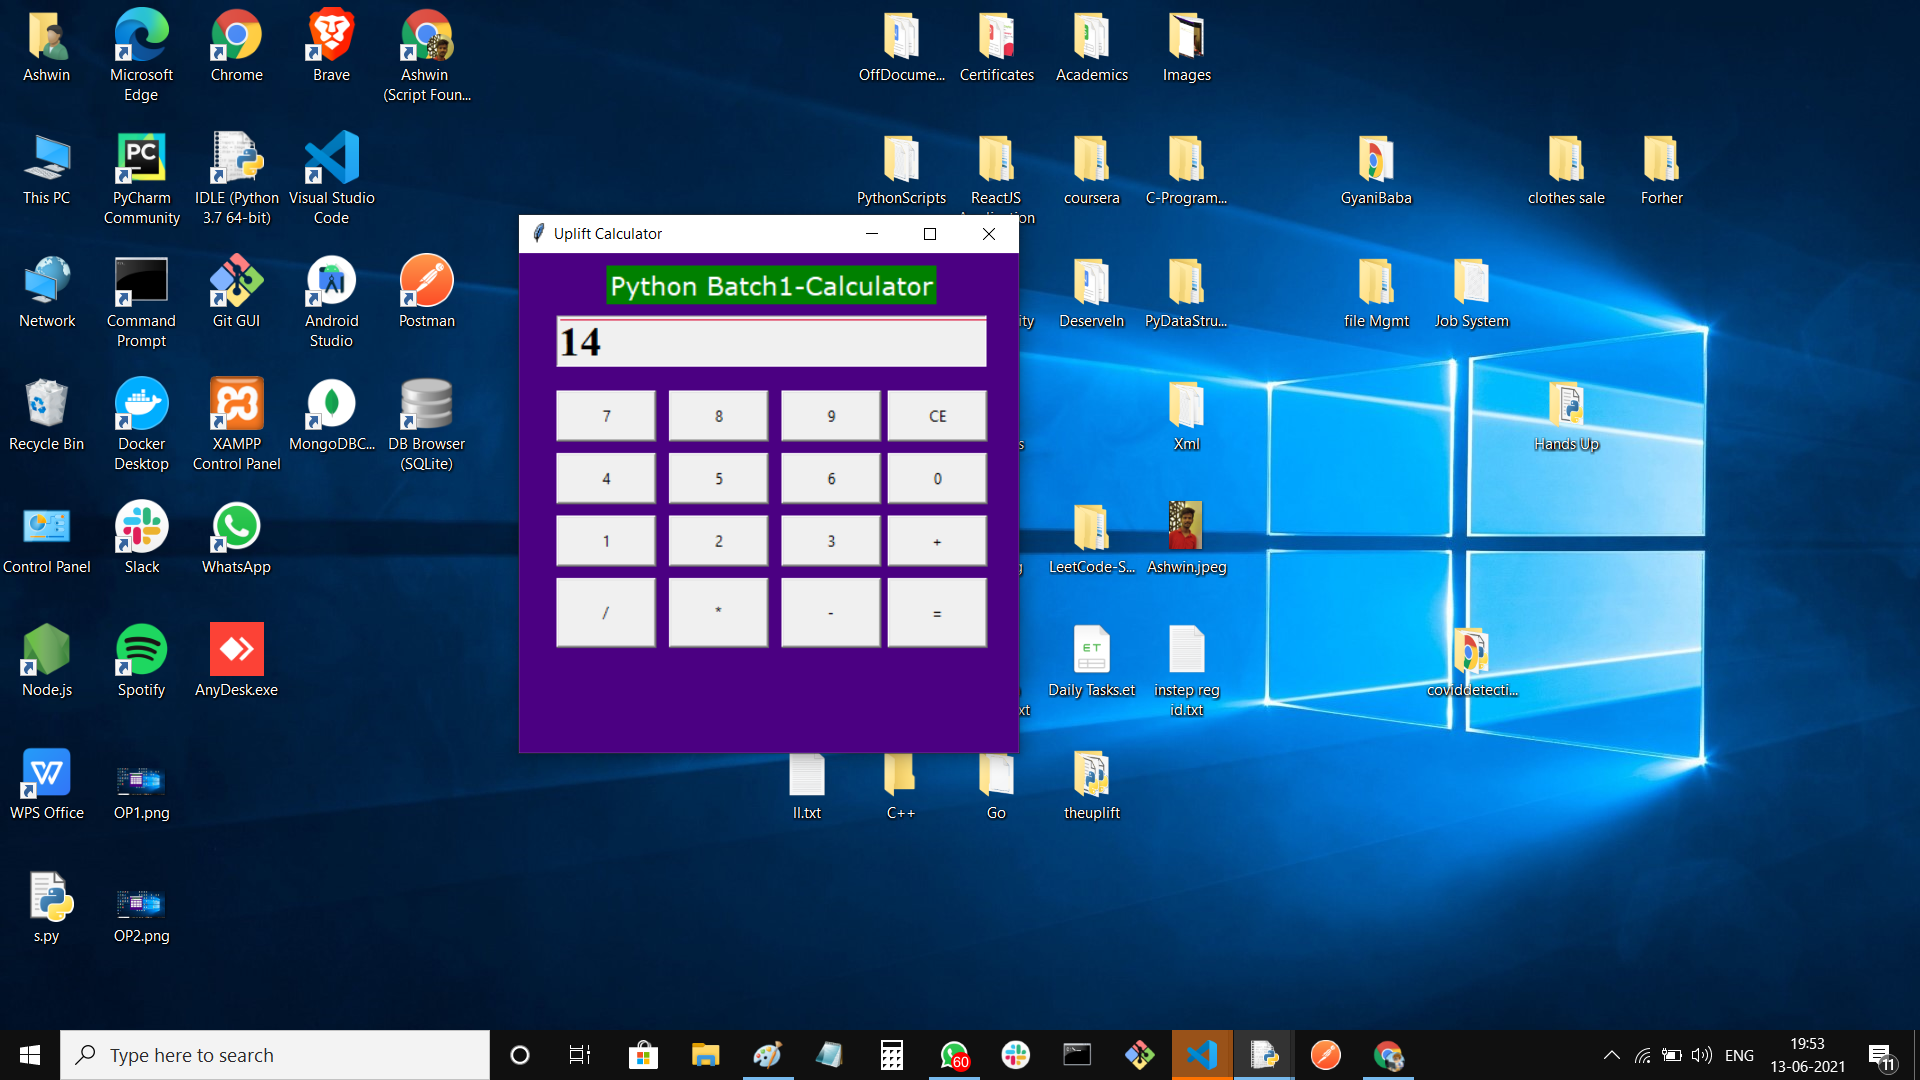 Ashwin
Microsoft
Edge
Chrome
Brave
Ashwin
(Script Foun...
OffDocume...
Certificates
Academics
Images
This PC
PyCharm
Community
IDLE (Python
3.7 64-bit)
Visual Studio
Code
PythonScripts
ReactJS
coursera
C-Program...
GyaniBaba
clothes sale
Forher
Uplift Calculator
Python Batch1-Calculator
14
7
8
9
CE
4
5
6
0
1
2
3
+
/
*
-
=
Network
Command
Prompt
Git GUI
Android
Studio
Postman
DeserveIn
PyDataStru...
file Mgmt
Job System
Recycle Bin
Docker
Desktop
XAMPP
Control Panel
MongoDBC...
DB Browser
(SQLite)
Xml
Hands Up
Control Panel
Slack
WhatsApp
LeetCode-S...
Ashwin.jpeg
Node.js
Spotify
AnyDesk.exe
ET
Daily Tasks.et
instep reg
id.txt
coviddetecti...
WPS Office
OP1.png
C++
Go
theuplift
s.py
OP2.png
Type here to search
60
ENG
19:53
13-06-2021
11